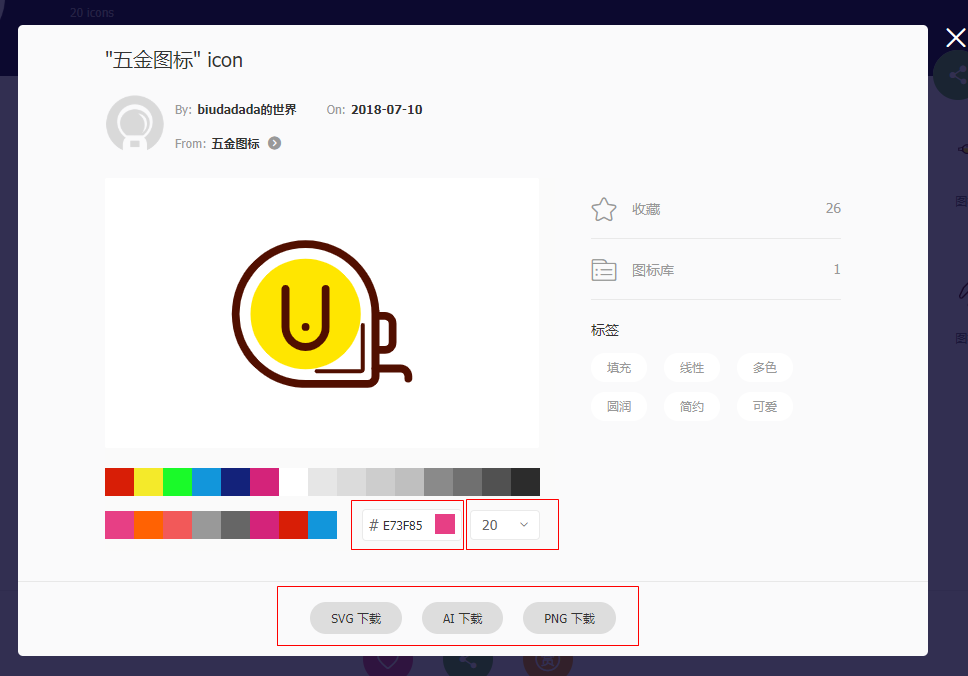 20 icons
"五金图标" icon
By: biudadada的世界 On: 2018-07-10
From: 五金图标
收藏 26
图标库 1
标签
填充 线性 多色
圆润 简约 可爱
# E73F85 20
SVG 下载 AI 下载 PNG 下载
图
图
赏